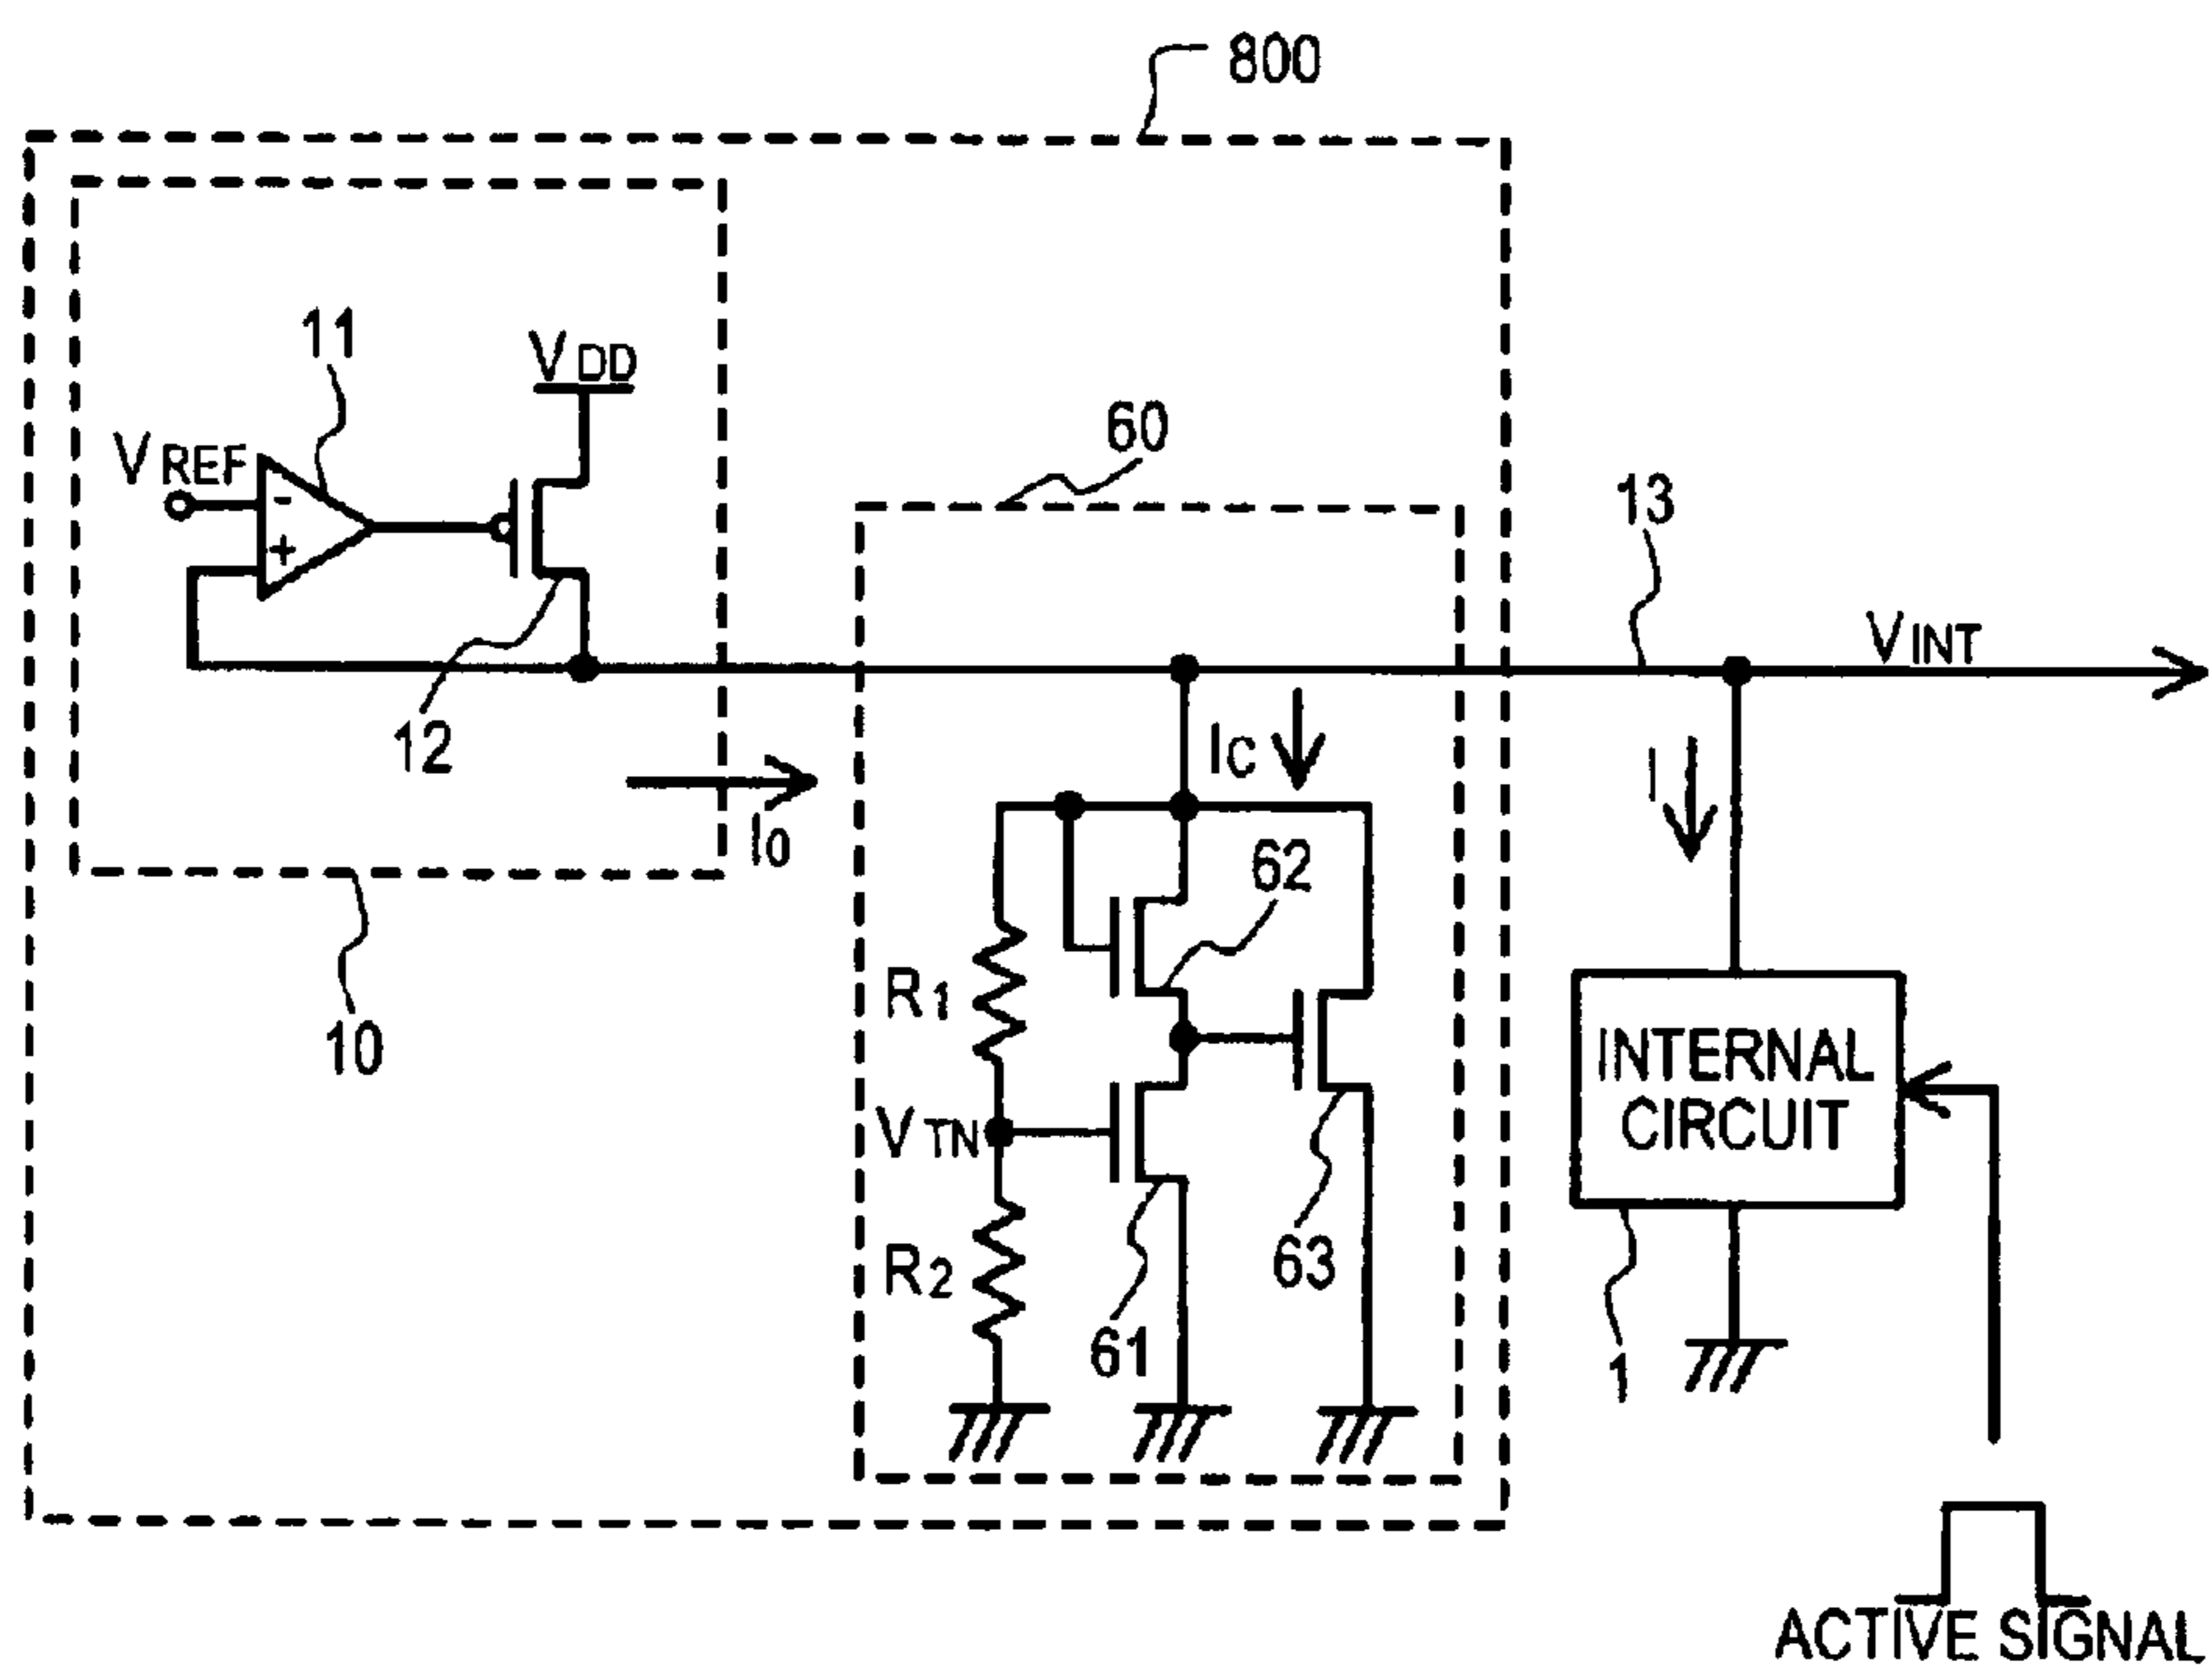 800
11
VDD
VREF
-
+
60
13
VINT
12
IC
I
IO
62
R1
10
INTERNAL
CIRCUIT
VTN
R2
63
61
1
ACTIVE SIGNAL